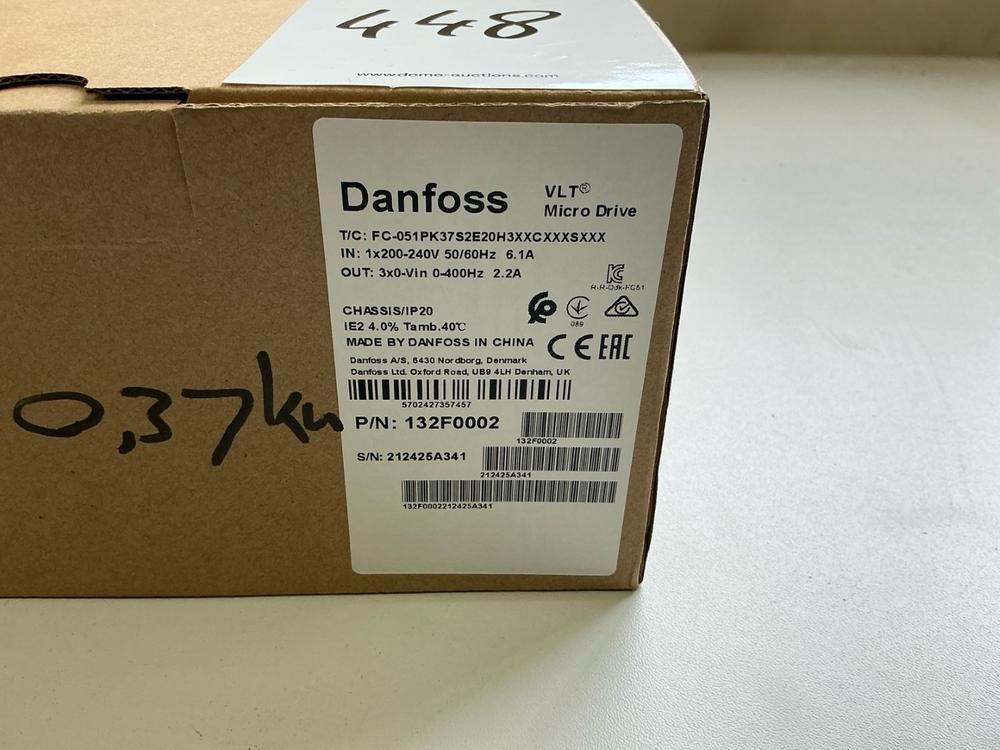 448
www.dome-auctions.com
Danfoss
VLT®
Micro Drive
T/C: FC-051PK37S2E20H3XXCXXXSXXX
IN: 1x200-240V 50/60Hz 6.1A
OUT: 3x0-Vin 0-400Hz 2.2A
CHASSIS/IP20
IE2 4.0% Tamb.40℃
MADE BY DANFOSS IN CHINA
089
CE EAC
Danfoss A/S, 6430 Nordborg, Denmark
Danfoss Ltd. Oxford Road, UB9 4LH Denham, UK
5702427357457
P/N: 132F0002
132F0002
S/N: 212425A341
212425A341
132F0002212425A341
0,37kw